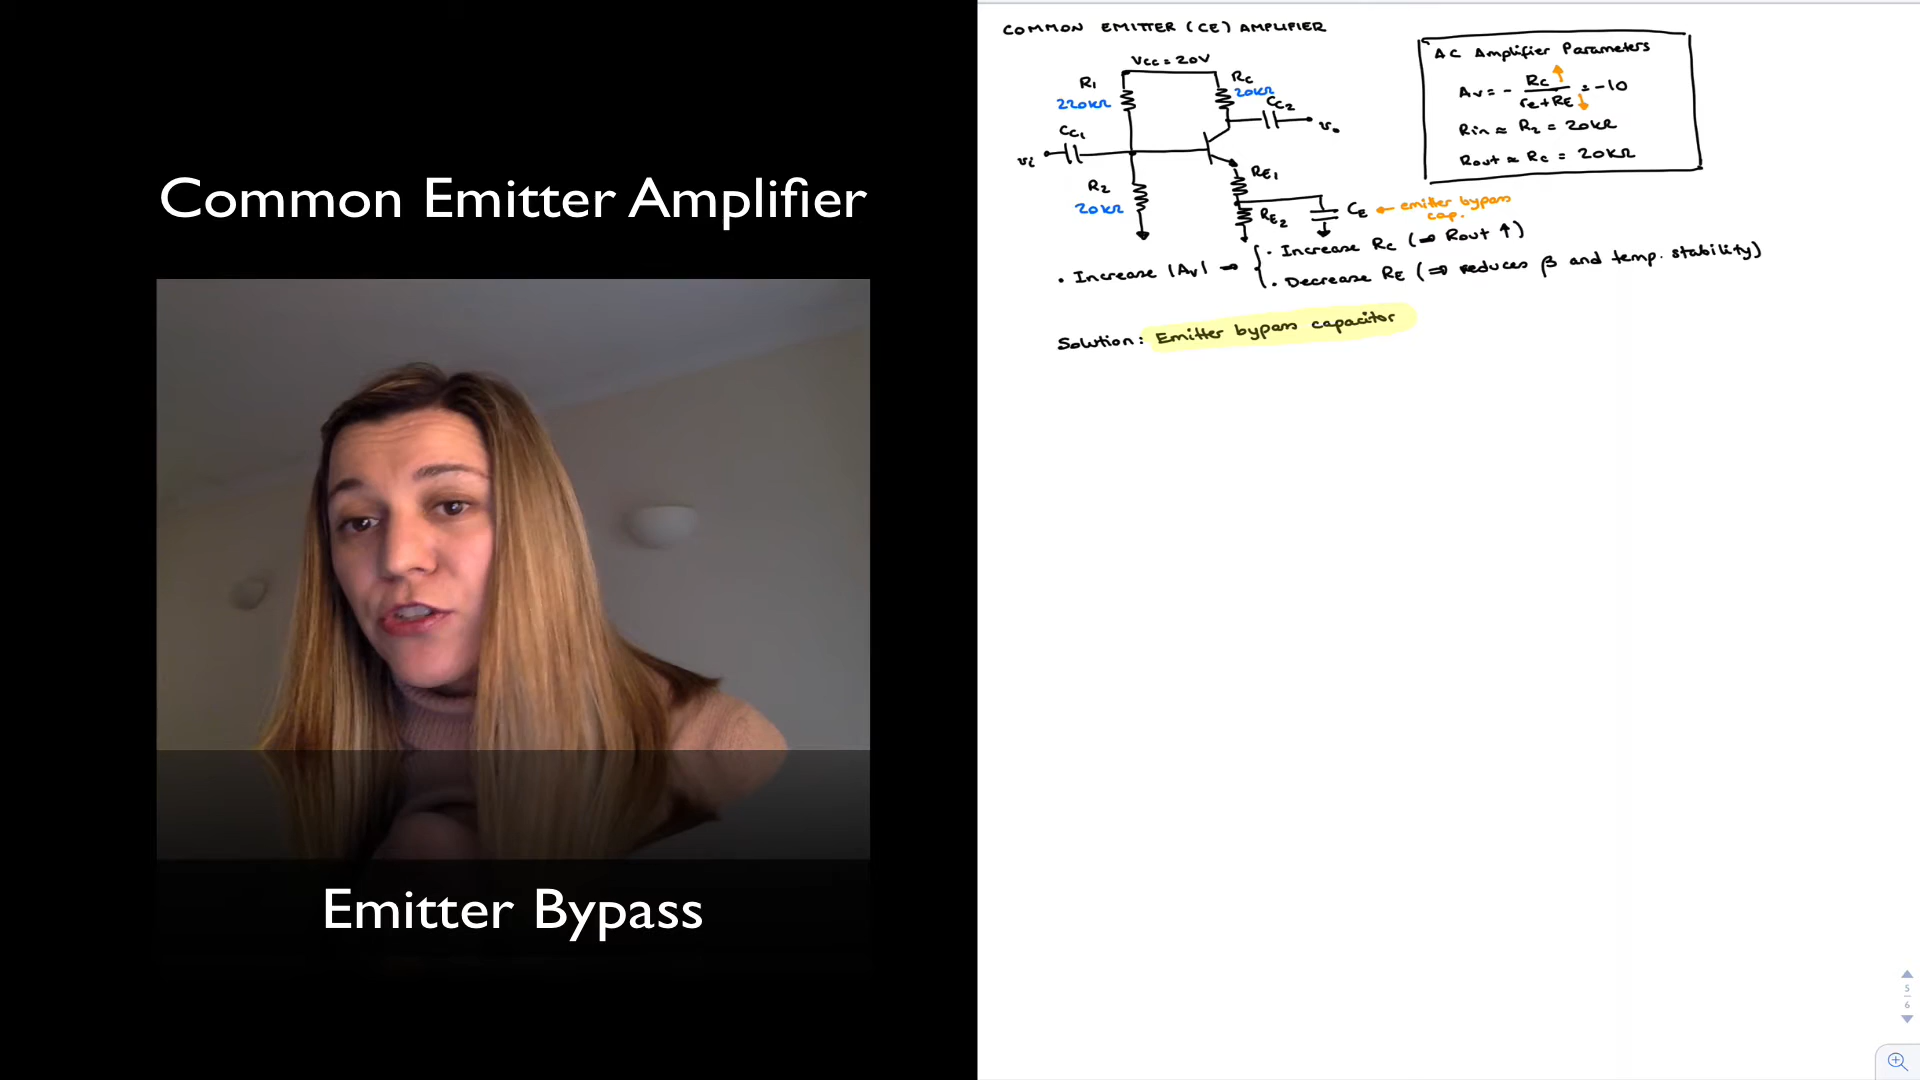 Common Emitter Amplifier
Emitter Bypass
COMMON EMITTER (CE) AMPLIFIER
Vcc = 20V
R1
220kΩ
Rc
20kΩ
Cc2
vo
Cc1
vi
R2
20kΩ
RE1
RE2
CE ← emitter bypass
cap.
AC Amplifier Parameters
Av = - Rc ↑ / re+RE ↓ = -10
Rin ≈ R2 = 20kΩ
Rout ≈ Rc = 20kΩ
• Increase |Av| → { • Increase Rc (⇒ Rout ↑)
• Decrease RE (⇒ reduces β and temp. stability)
Solution: Emitter bypass capacitor
5
6